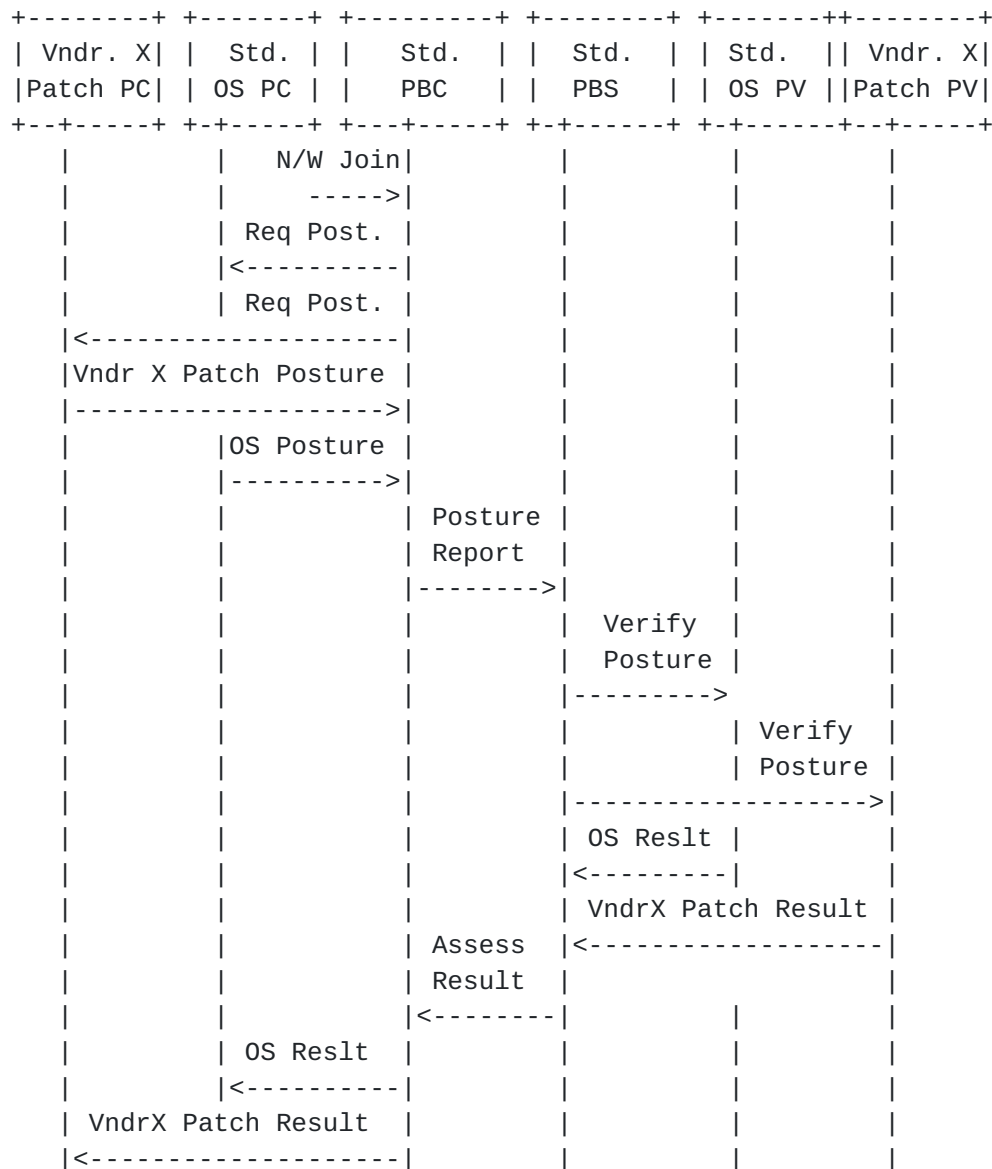 +--------+ +-------+ +---------+ +--------+ +-------++--------+
| Vndr. X| |  Std. | |   Std.  | |  Std.  | | Std.  || Vndr. X|
|Patch PC| | OS PC | |   PBC   | |  PBS   | | OS PV ||Patch PV|
+--+-----+ +-+-----+ +---+-----+ +-+------+ +-+------++--+-----+
   |         |   N/W Join|         |          |         |
   |         |     ----->|         |          |         |
   |         | Req Post. |         |          |         |
   |         |<----------|         |          |         |
   |         | Req Post. |         |          |         |
   |<--------------------|         |          |         |
   |Vndr X Patch Posture |         |          |         |
   |-------------------->|         |          |         |
   |         |OS Posture |         |          |         |
   |         |---------->|         |          |         |
   |         |           | Posture |          |         |
   |         |           | Report  |          |         |
   |         |           |-------->|          |         |
   |         |           |         |  Verify  |         |
   |         |           |         |  Posture |         |
   |         |           |         |--------->          |
   |         |           |         |          | Verify  |
   |         |           |         |          | Posture |
   |         |           |         |------------------->|
   |         |           |         | OS Reslt |         |
   |         |           |         |<---------|         |
   |         |           |         | VndrX Patch Result |
   |         |           | Assess  |<-------------------|
   |         |           | Result  |                    |
   |         |           |<--------|          |         |
   |         | OS Reslt  |         |          |         |
   |         |<----------|         |          |         |
   | VndrX Patch Result  |         |          |         |
   |<--------------------|         |          |         |